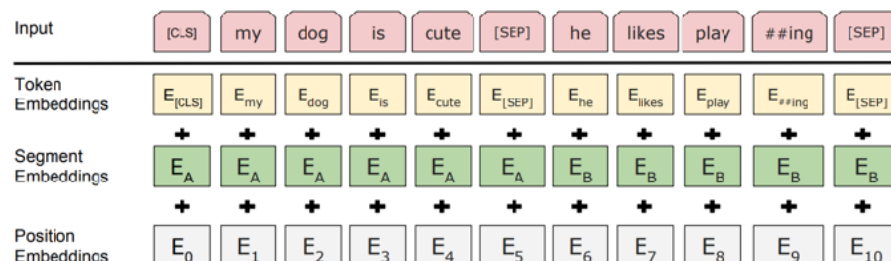 Input [CLS] my dog is cute [SEP] he likes play ##ing [SEP]
Token Embeddings E[CLS] Emy Edog Eis Ecute E[SEP] Ehe Elikes Eplay E##ing E[SEP]
+ + + + + + + + + + +
Segment Embeddings EA EA EA EA EA EA EB EB EB EB EB
+ + + + + + + + + + +
Position Embeddings E0 E1 E2 E3 E4 E5 E6 E7 E8 E9 E10